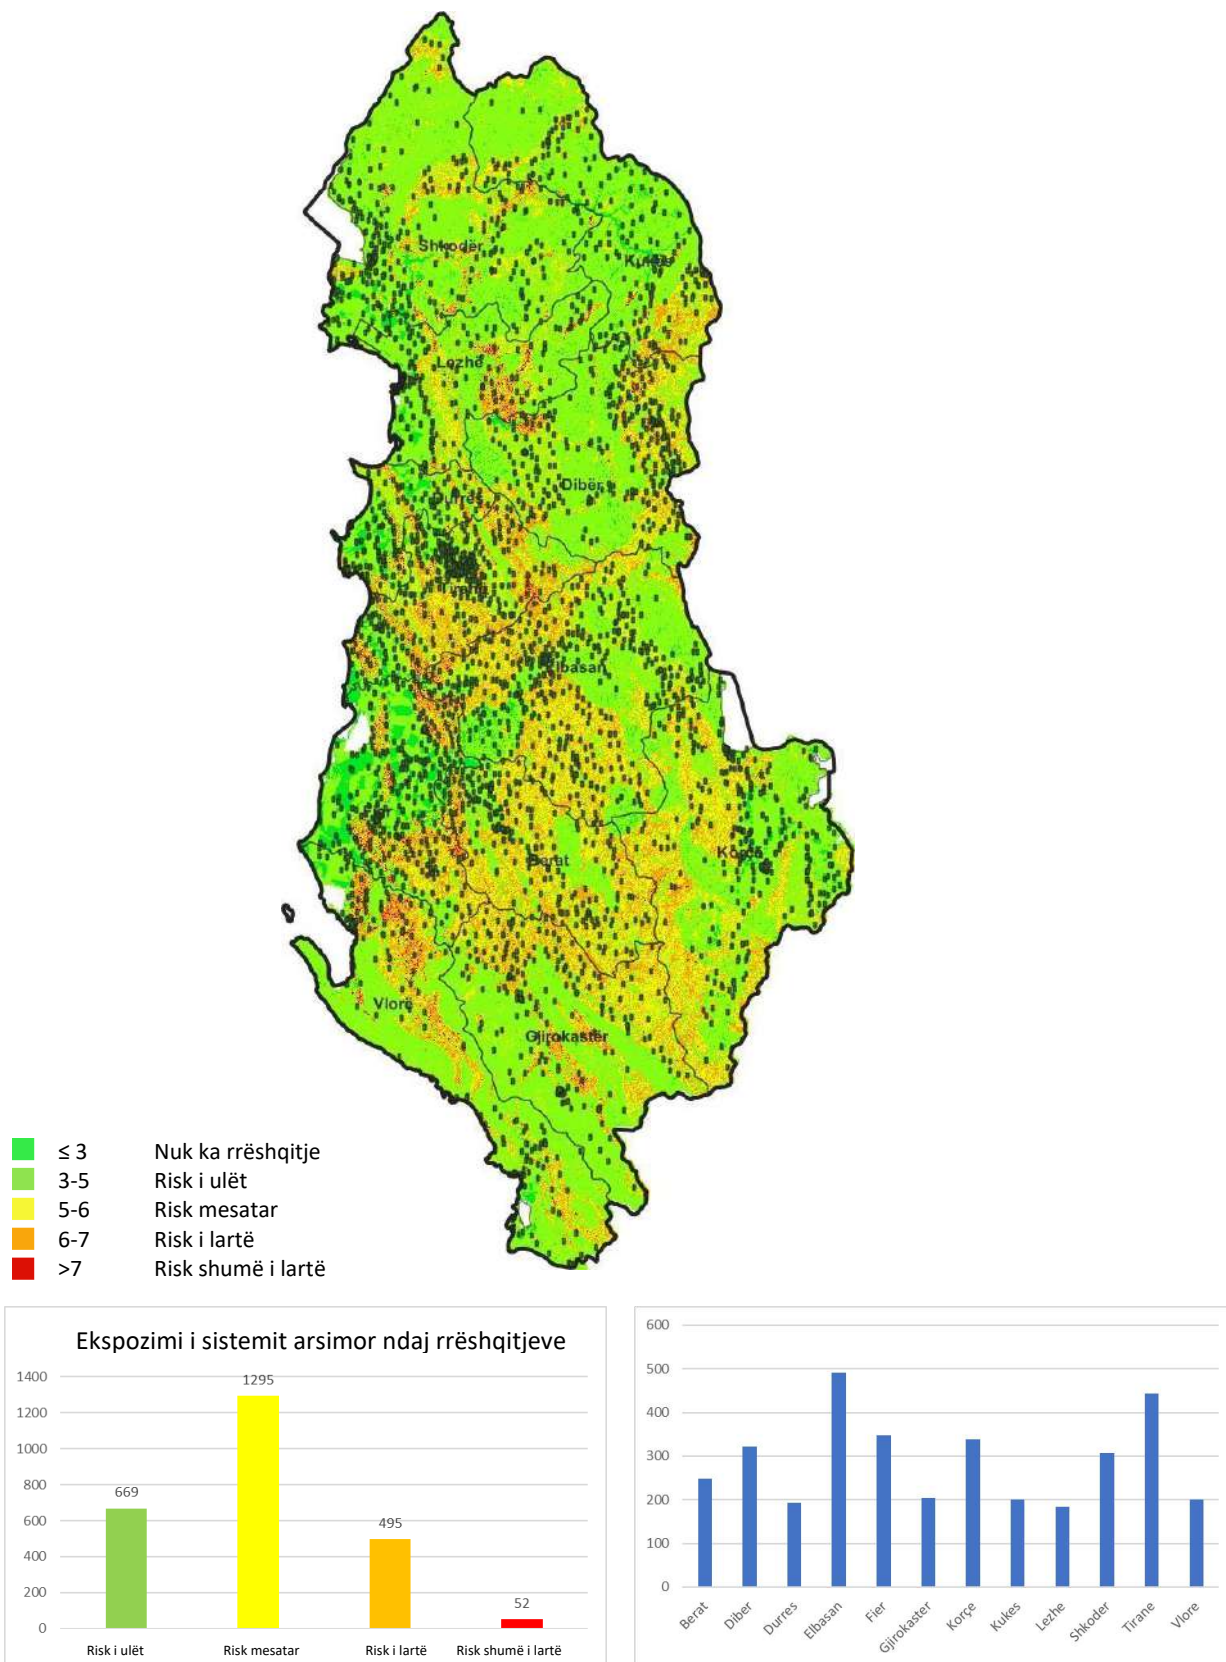 Shkodër
Kukës
Lezhë
Dibër
Durrës
Tiranë
Elbasan
Berat
Korçë
Vlorë
Gjirokastër
≤ 3 Nuk ka rrëshqitje
3-5 Risk i ulët
5-6 Risk mesatar
6-7 Risk i lartë
>7 Risk shumë i lartë
Ekspozimi i sistemit arsimor ndaj rrëshqitjeve
1400
1200
1000
800
600
400
200
0
669
1295
495
52
Risk i ulët
Risk mesatar
Risk i lartë
Risk shumë i lartë
600
500
400
300
200
100
0
Berat
Diber
Durres
Elbasan
Fier
Gjirokaster
Korçe
Kukes
Lezhe
Shkoder
Tirane
Vlore